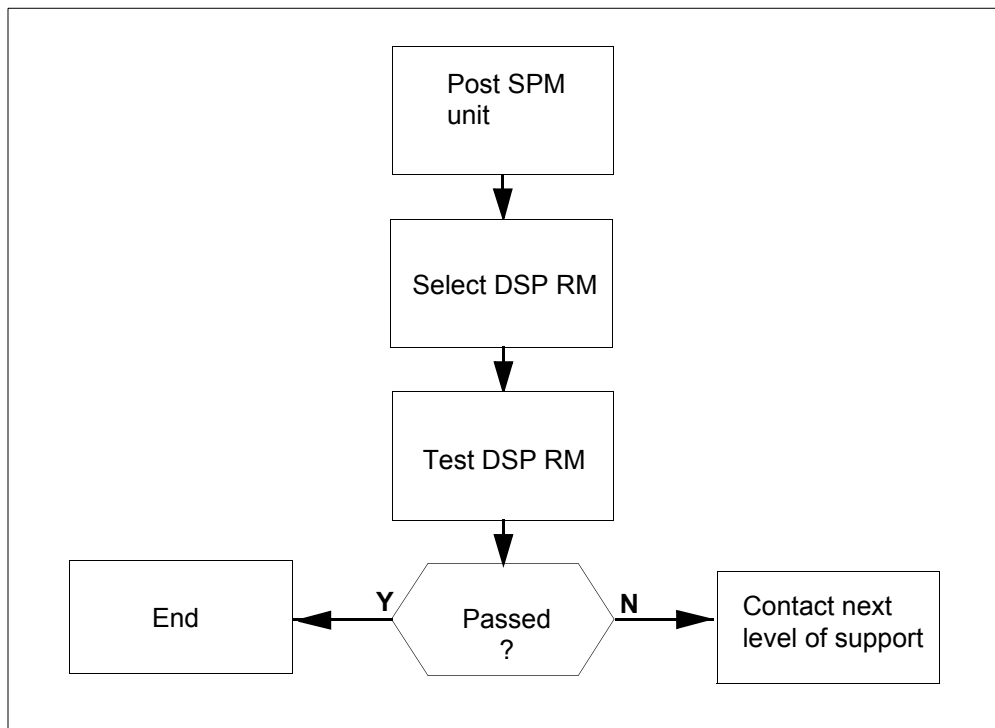 Post SPM
unit
Select DSP RM
Test DSP RM
End
Y
Passed
?
N
Contact next
level of support